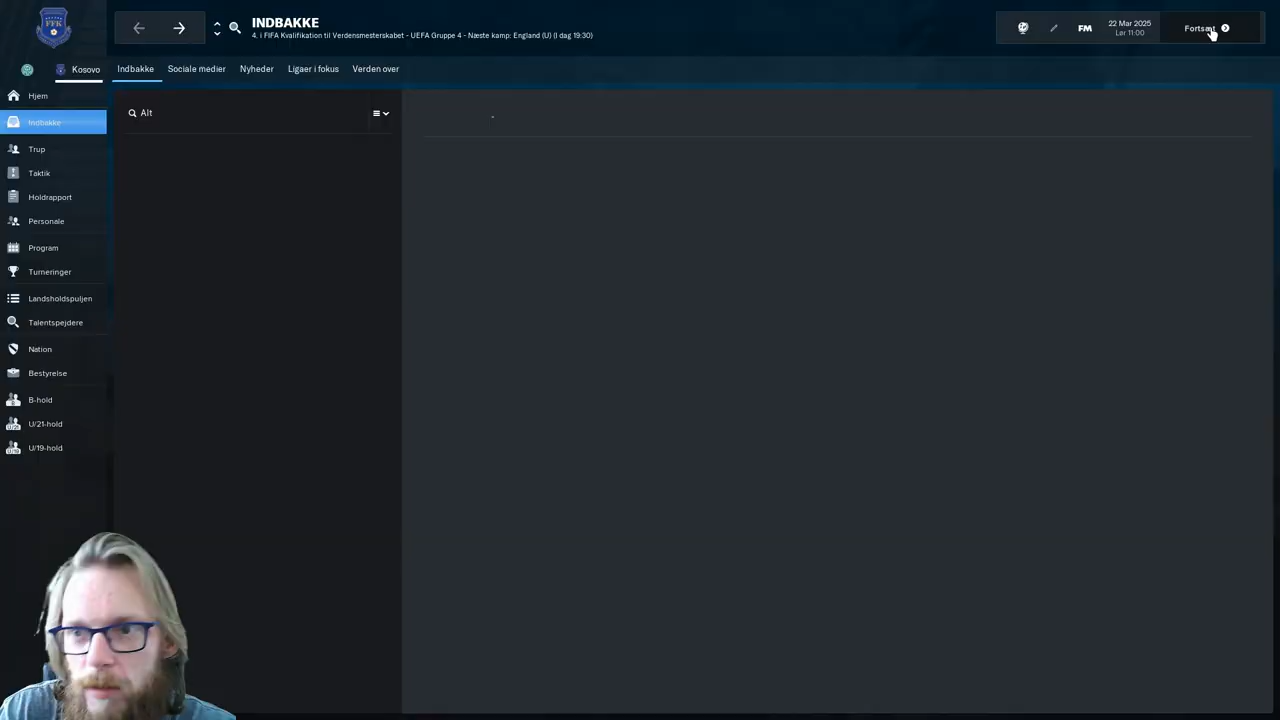 FFK
INDBAKKE
4. i FIFA Kvalifikation til Verdensmesterskabet - UEFA Gruppe 4 - Næste kamp: England (U) (I dag 19:30)
FM
22 Mar 2025
Lør 11:00
Fortsæt
Kosovo
Indbakke
Sociale medier
Nyheder
Ligaer i fokus
Verden over
Hjem
Indbakke
Trup
Taktik
Holdrapport
Personale
Program
Turneringer
Landsholdspuljen
Talentspejdere
Nation
Bestyrelse
B-hold
U/21-hold
U/19-hold
Alt
-